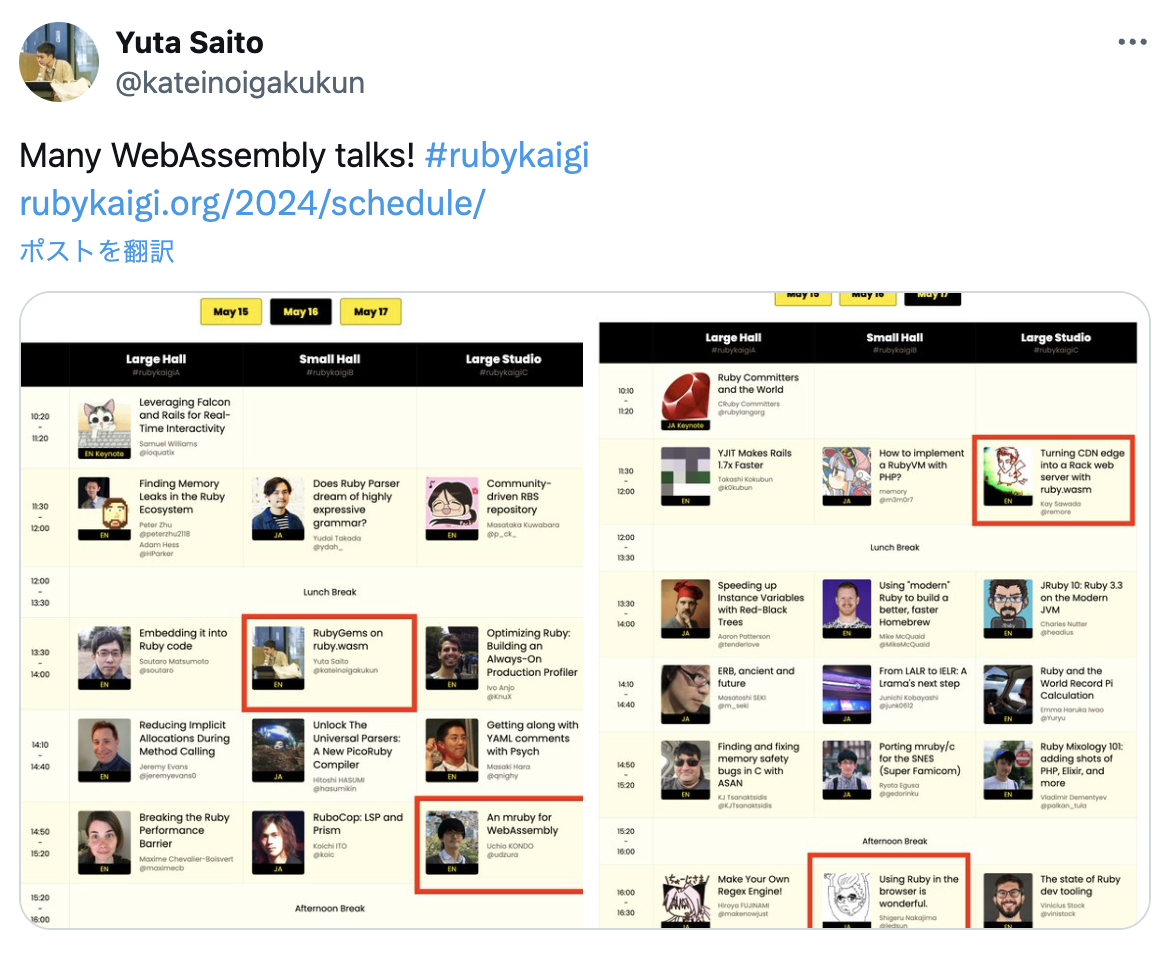 Yuta Saito
@kateinoigakukun
Many WebAssembly talks! #rubykaigi
rubykaigi.org/2024/schedule/
ポストを翻訳
May 15
May 16
May 17
Large Hall
#rubykaigiA
Small Hall
#rubykaigiB
Large Studio
#rubykaigiC
10:20
-
11:20
EN Keynote
Leveraging Falcon
and Rails for Real-
Time Interactivity
Samuel Williams
@ioquatix
11:30
-
12:00
EN
Finding Memory
Leaks in the Ruby
Ecosystem
Peter Zhu
@peterzhu2118
Adam Hess
@HParker
JA
Does Ruby Parser
dream of highly
expressive
grammar?
Yudai Takada
@ydah_
EN
Community-
driven RBS
repository
Masataka Kuwabara
@p_ck_
12:00
-
13:30
Lunch Break
13:30
-
14:00
EN
Embedding it into
Ruby code
Soutaro Matsumoto
@soutaro
EN
RubyGems on
ruby.wasm
Yuta Saito
@kateinoigakukun
EN
Optimizing Ruby:
Building an
Always-On
Production Profiler
Ivo Anjo
@KnuX
14:10
-
14:40
EN
Reducing Implicit
Allocations During
Method Calling
Jeremy Evans
@jeremyevans0
JA
Unlock The
Universal Parsers:
A New PicoRuby
Compiler
Hitoshi HASUMI
@hasumikin
EN
Getting along with
YAML comments
with Psych
Masaki Hara
@qnighy
14:50
-
15:20
EN
Breaking the Ruby
Performance
Barrier
Maxime Chevalier-Boisvert
@maximecb
JA
RuboCop: LSP and
Prism
Koichi ITO
@koic
EN
An mruby for
WebAssembly
Uchio KONDO
@udzura
15:20
-
16:00
Afternoon Break
May 15
May 16
May 17
Large Hall
#rubykaigiA
Small Hall
#rubykaigiB
Large Studio
#rubykaigiC
10:10
-
11:20
JA Keynote
Ruby Committers
and the World
CRuby Committers
@rubylangorg
11:30
-
12:00
EN
YJIT Makes Rails
1.7x Faster
Takashi Kokubun
@k0kubun
JA
How to implement
a RubyVM with
PHP?
memory
@m3m0r7
EN
Turning CDN edge
into a Rack web
server with
ruby.wasm
Kay Sawada
@remore
12:00
-
13:30
Lunch Break
13:30
-
14:00
JA
Speeding up
Instance Variables
with Red-Black
Trees
Aaron Patterson
@tenderlove
EN
Using "modern"
Ruby to build a
better, faster
Homebrew
Mike McQuaid
@MikeMcQuaid
EN
JRuby 10: Ruby 3.3
on the Modern
JVM
Charles Nutter
@headius
14:10
-
14:40
JA
ERB, ancient and
future
Masatoshi SEKI
@m_seki
JA
From LALR to IELR: A
Lrama's next step
Junichi Kobayashi
@junk0612
EN
Ruby and the
World Record Pi
Calculation
Emma Haruka Iwao
@Yuryu
14:50
-
15:20
EN
Finding and fixing
memory safety
bugs in C with
ASAN
KJ Tsanaktsidis
@KJTsanaktsidis
JA
Porting mruby/c
for the SNES
(Super Famicom)
Ryota Egusa
@gedorinku
EN
Ruby Mixology 101:
adding shots of
PHP, Elixir, and
more
Vladimir Dementyev
@palkan_tula
15:20
-
16:00
Afternoon Break
16:00
-
16:30
JA
Make Your Own
Regex Engine!
Hiroya FUJINAMI
@makenowjust
JA
Using Ruby in the
browser is
wonderful.
Shigeru Nakajima
@ledsun
EN
The state of Ruby
dev tooling
Vinicius Stock
@vinistock